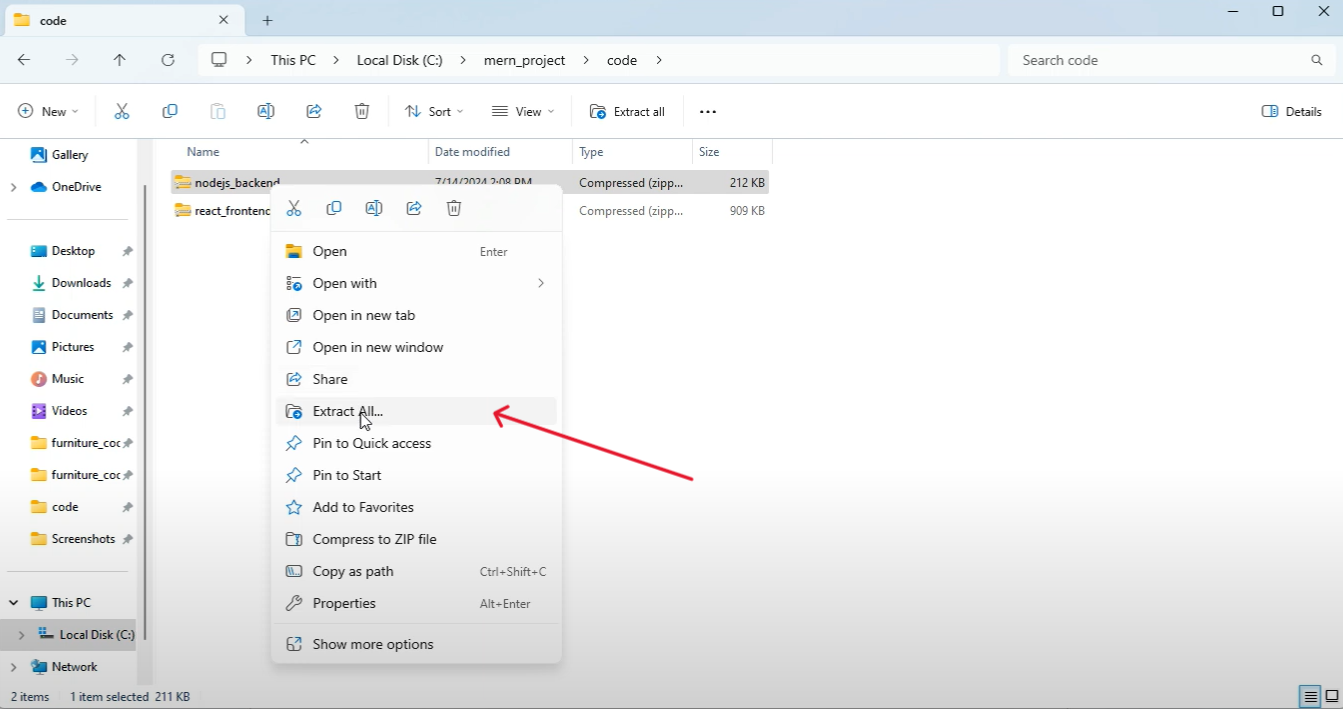 code
This PC > Local Disk (C:) > mern_project > code >
Search code
New
Sort
View
Extract all
Details
Name
Date modified
Type
Size
Gallery
OneDrive
Desktop
Downloads
Documents
Pictures
Music
Videos
furniture_coc
furniture_coc
code
Screenshots
This PC
Local Disk (C:)
Network
nodejs_backend 7/14/2024 2:08 PM Compressed (zipp... 212 KB
react_frontend Compressed (zipp... 909 KB
Open Enter
Open with
Open in new tab
Open in new window
Share
Extract All...
Pin to Quick access
Pin to Start
Add to Favorites
Compress to ZIP file
Copy as path Ctrl+Shift+C
Properties Alt+Enter
Show more options
2 items 1 item selected 211 KB